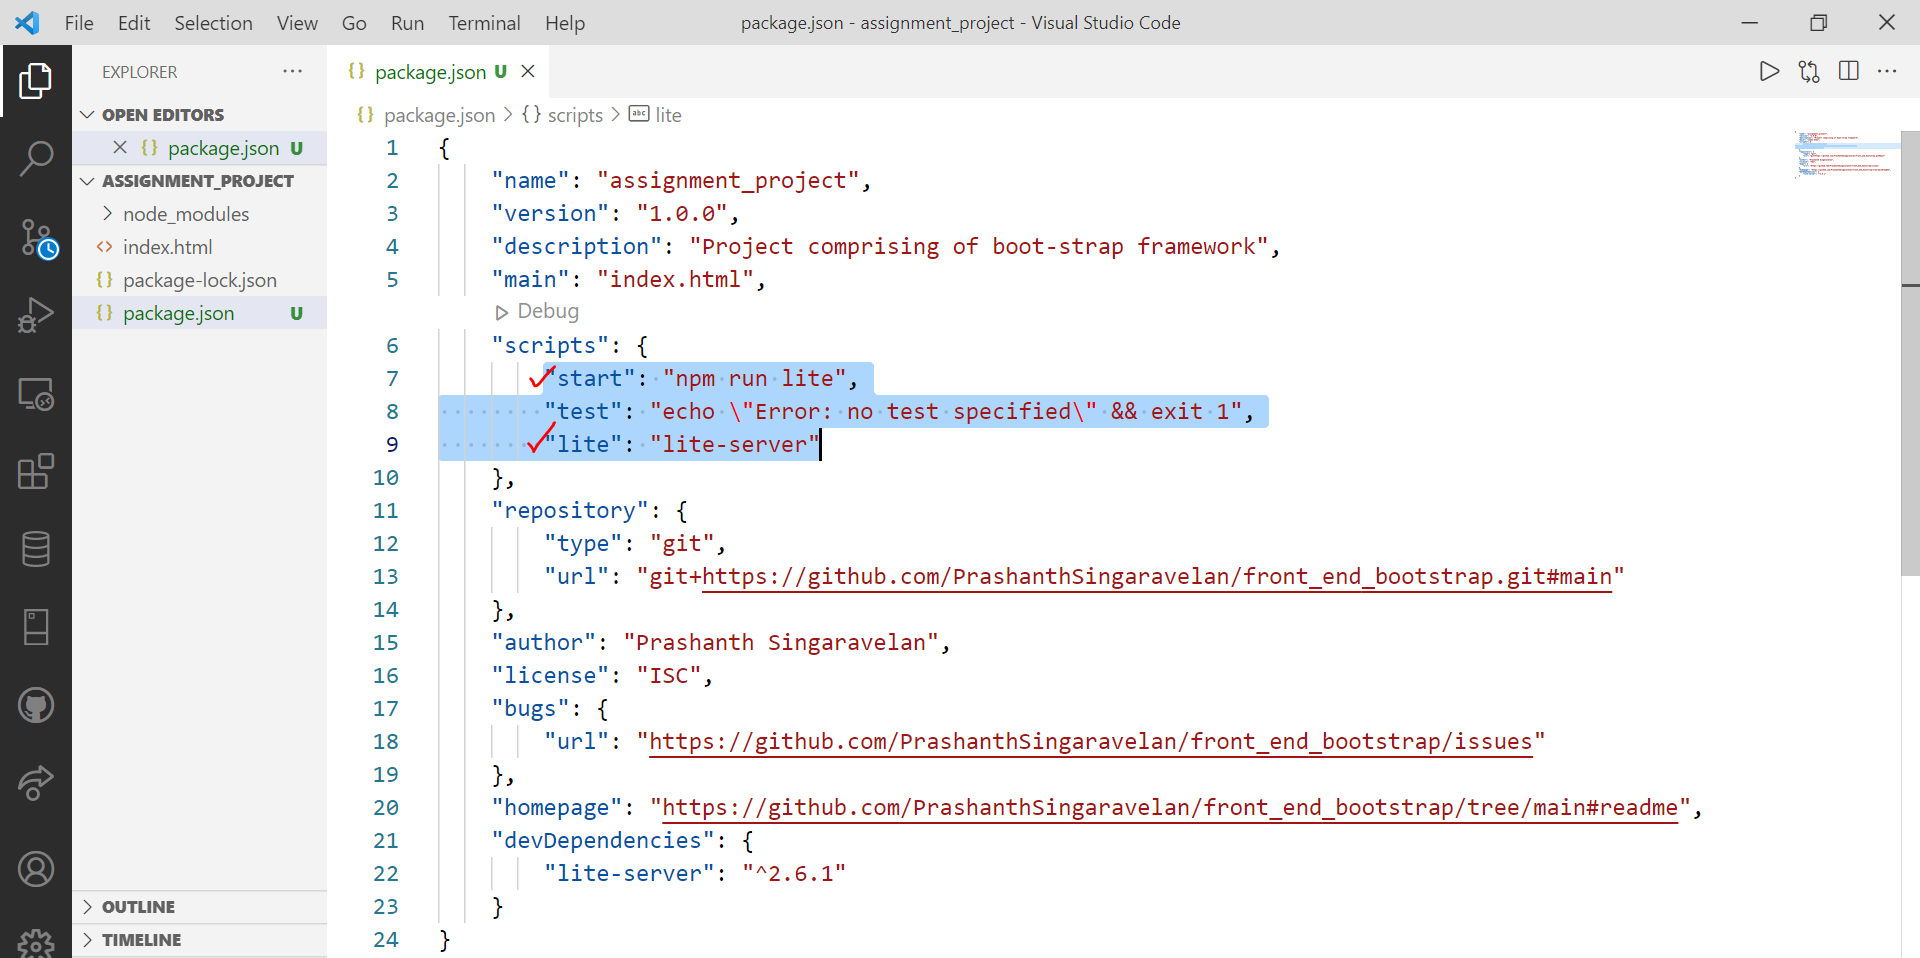 File Edit Selection View Go Run Terminal Help
package.json - assignment_project - Visual Studio Code
EXPLORER
OPEN EDITORS
package.json U
ASSIGNMENT_PROJECT
node_modules
index.html
package-lock.json
package.json U
OUTLINE
TIMELINE
package.json U
package.json > {} scripts > abc lite
1 {
2 "name": "assignment_project",
3 "version": "1.0.0",
4 "description": "Project comprising of boot-strap framework",
5 "main": "index.html",
Debug
6 "scripts": {
7 "start": "npm run lite",
8 "test": "echo \"Error: no test specified\" && exit 1",
9 "lite": "lite-server"
10 },
11 "repository": {
12 "type": "git",
13 "url": "git+https://github.com/PrashanthSingaravelan/front_end_bootstrap.git#main"
14 },
15 "author": "Prashanth Singaravelan",
16 "license": "ISC",
17 "bugs": {
18 "url": "https://github.com/PrashanthSingaravelan/front_end_bootstrap/issues"
19 },
20 "homepage": "https://github.com/PrashanthSingaravelan/front_end_bootstrap/tree/main#readme",
21 "devDependencies": {
22 "lite-server": "^2.6.1"
23 }
24 }